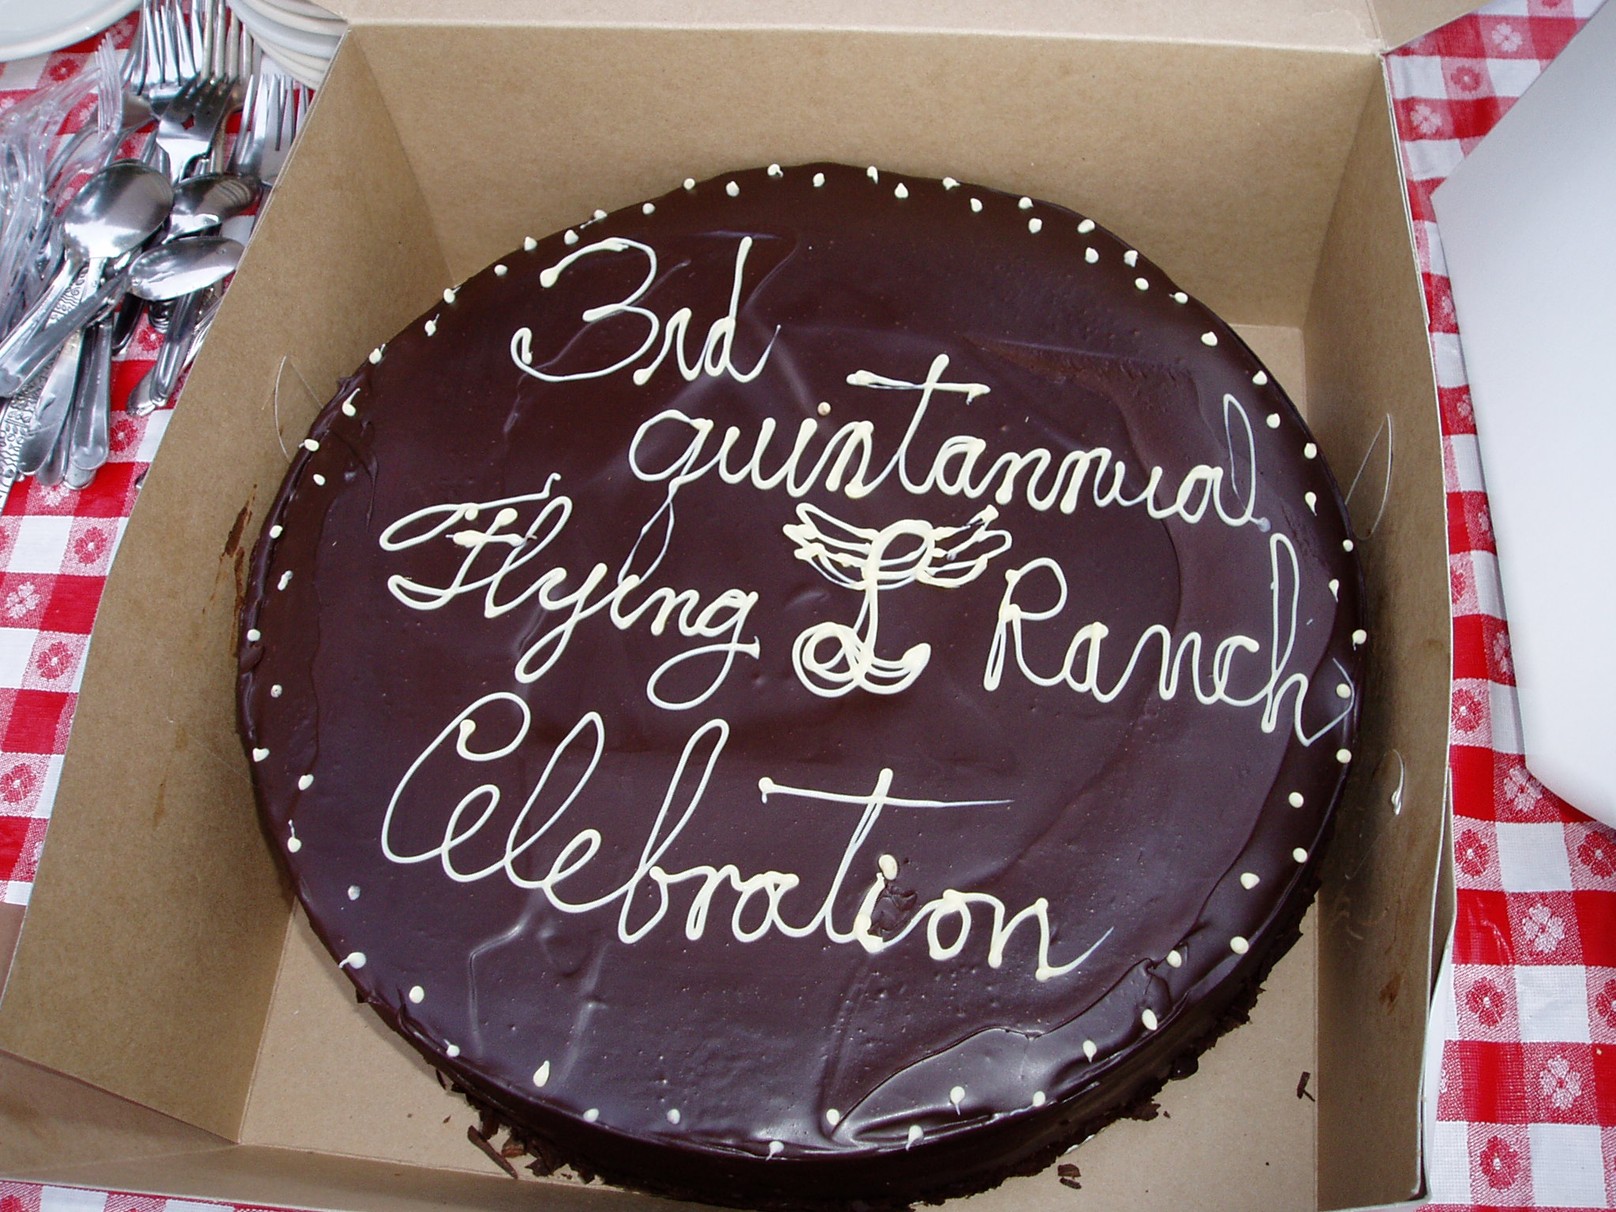 3rd
quintannual
Flying L Ranch
Celebration